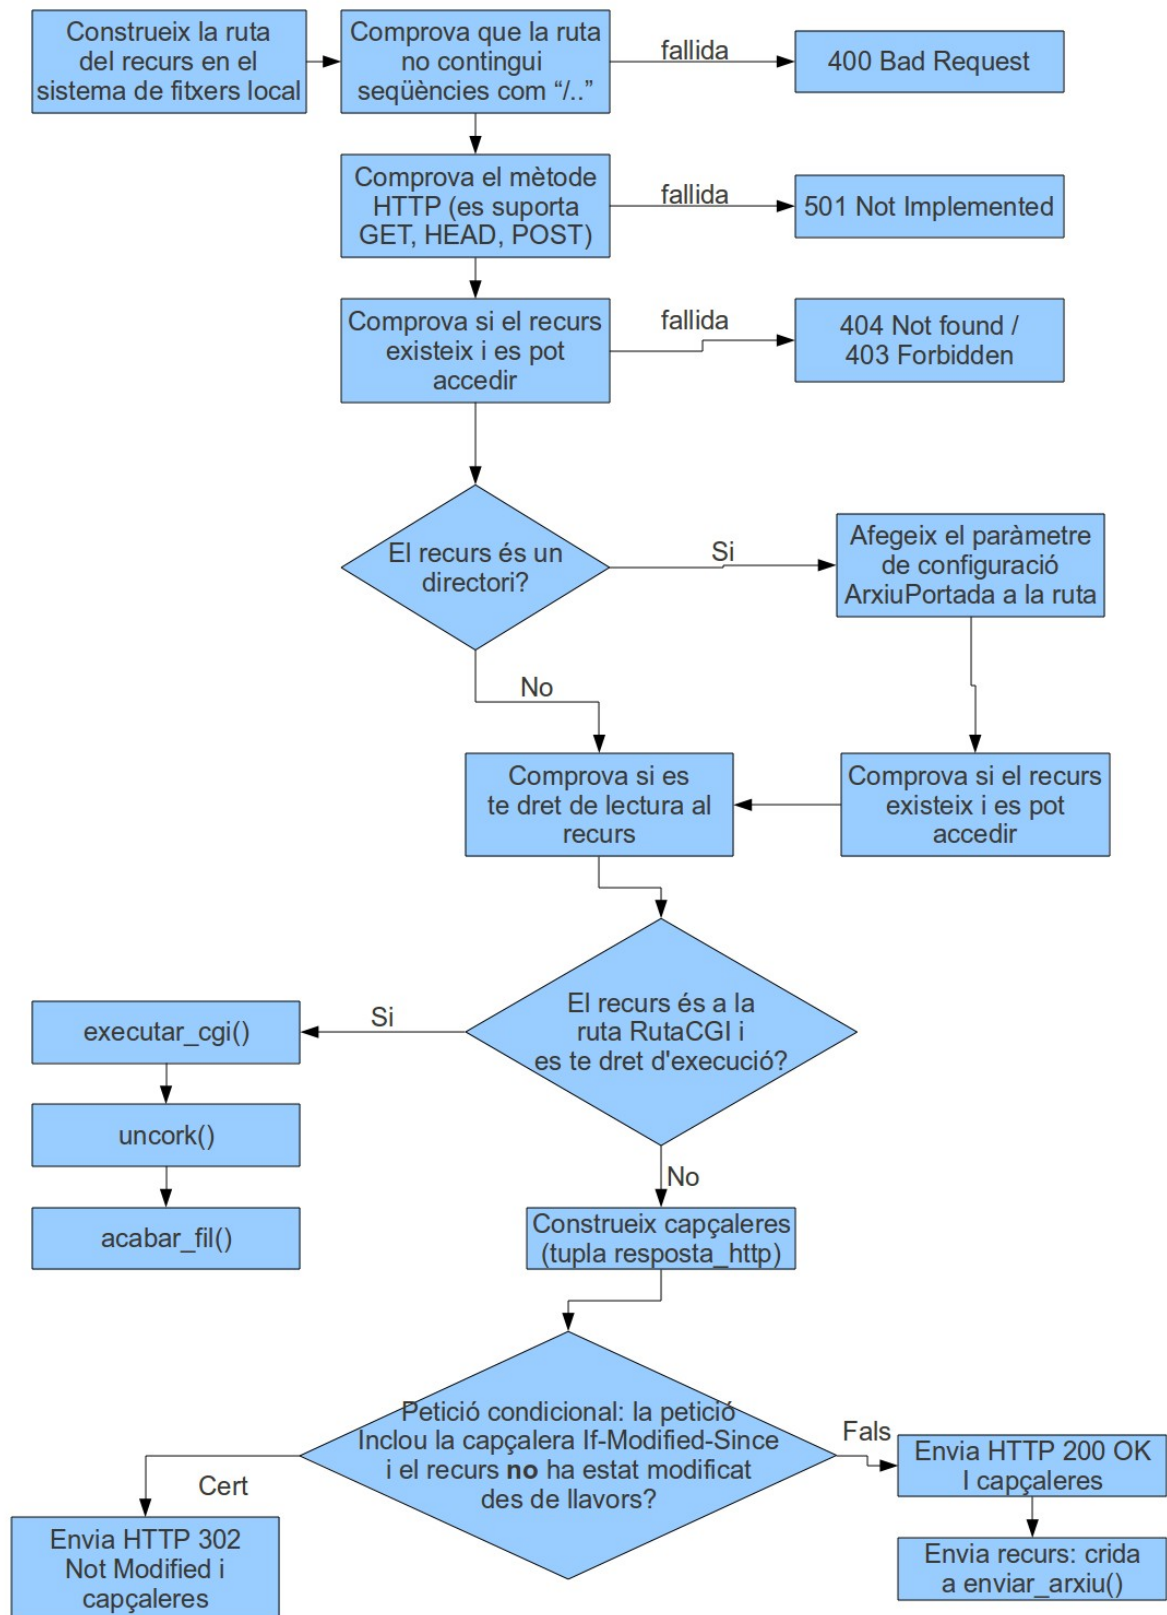 Construeix la ruta
del recurs en el
sistema de fitxers local
Comprova que la ruta
no contingui
seqüències com “/..”
fallida
400 Bad Request
Comprova el mètode
HTTP (es suporta
GET, HEAD, POST)
fallida
501 Not Implemented
Comprova si el recurs
existeix i es pot
accedir
fallida
404 Not found /
403 Forbidden
El recurs és un
directori?
Si
Afegeix el paràmetre
de configuració
ArxiuPortada a la ruta
No
Comprova si es
te dret de lectura al
recurs
Comprova si el recurs
existeix i es pot
accedir
El recurs és a la
ruta RutaCGI i
es te dret d'execució?
Si
executar_cgi()
uncork()
acabar_fil()
No
Construeix capçaleres
(tupla resposta_http)
Petició condicional: la petició
Inclou la capçalera If-Modified-Since
i el recurs no ha estat modificat
des de llavors?
Fals
Envia HTTP 200 OK
I capçaleres
Cert
Envia HTTP 302
Not Modified i
capçaleres
Envia recurs: crida
a enviar_arxiu()